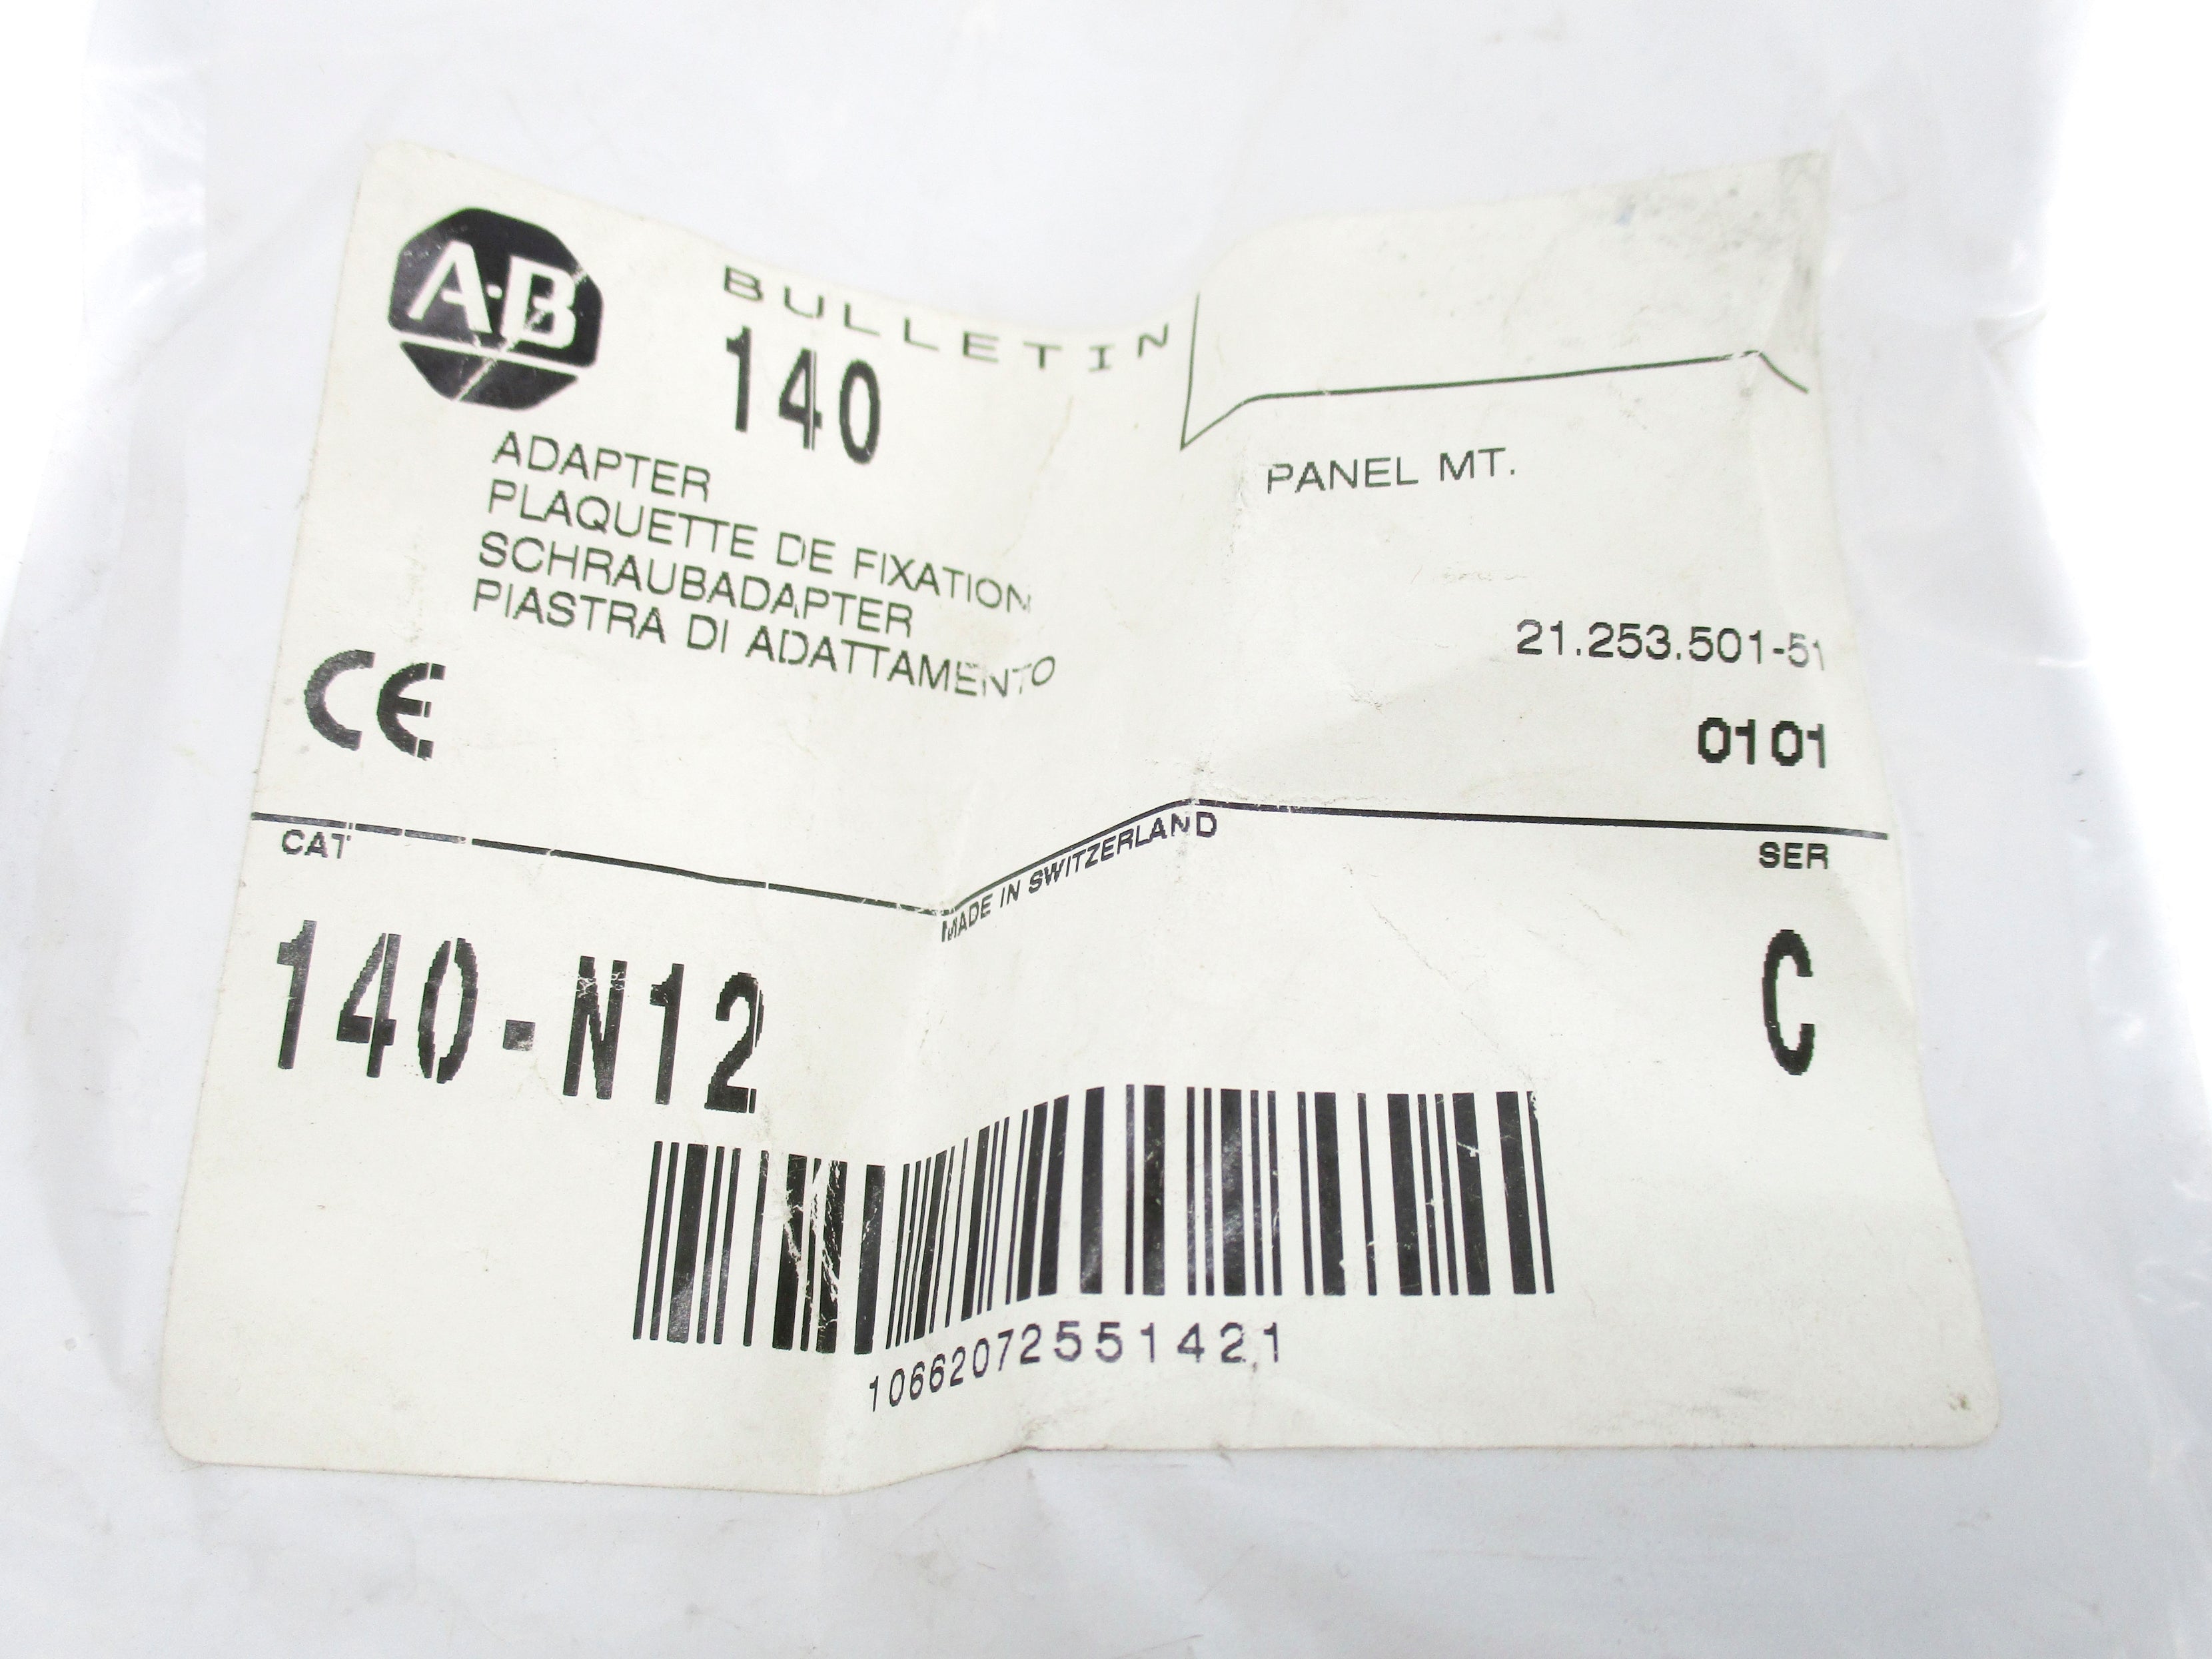 A-B
BULLETIN
140
ADAPTER
PLAQUETTE DE FIXATION
SCHRAUBADAPTER
PIASTRA DI ADATTAMENTO
PANEL MT.
21.253.501-51
0101
CE
CAT
MADE IN SWITZERLAND
SER
140-N12
C
10662072551421